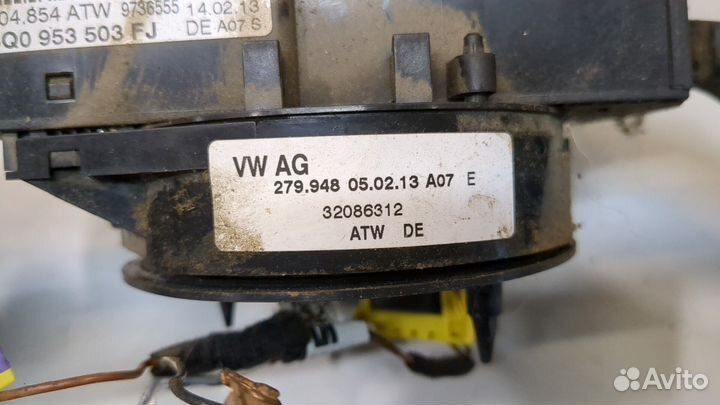 04.854 ATW 9736555 14.02.13
Q0 953 503 FJ DE A07 S
VW AG
279.948 05.02.13 A07 E
32086312
ATW DE
Avito